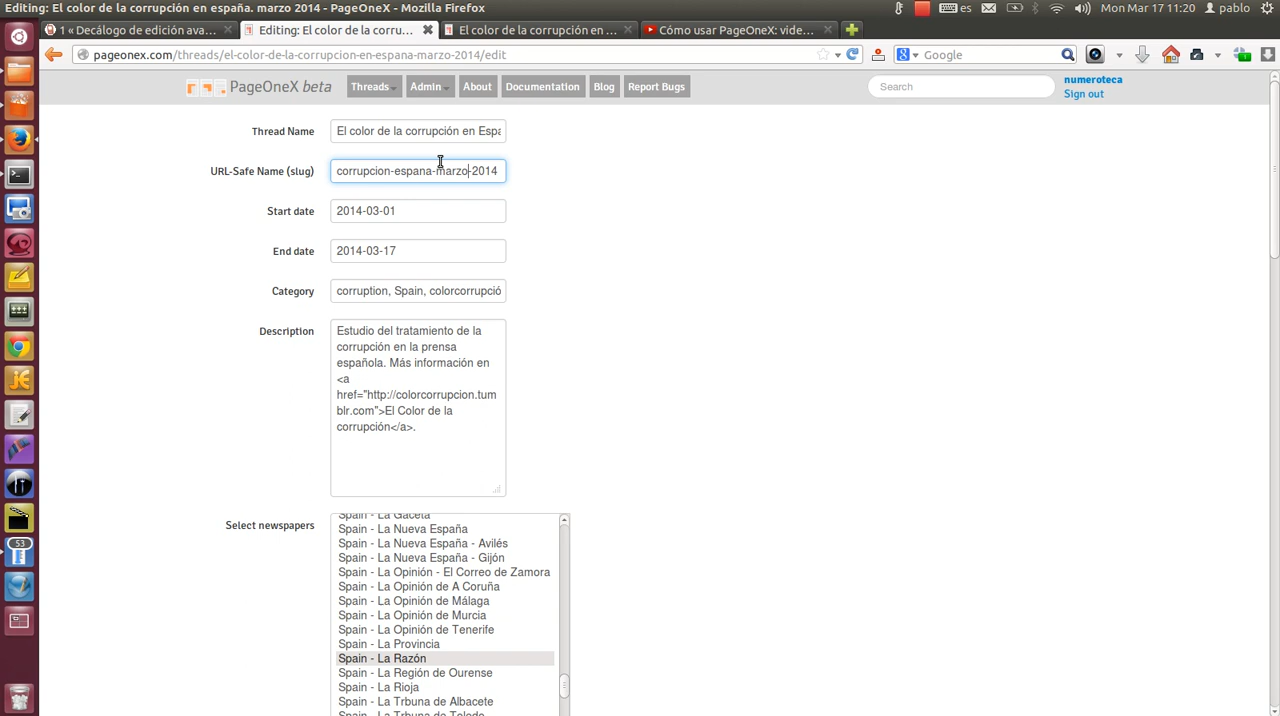 Editing: El color de la corrupción en españa. marzo 2014 - PageOneX - Mozilla Firefox
es
Mon Mar 17 11:20
pablo
1 « Decálogo de edición ava...
Editing: El color de la corru...
El color de la corrupción en ...
Cómo usar PageOneX: vide...
pageonex.com/threads/el-color-de-la-corrupcion-en-espana-marzo-2014/edit
Google
PageOneX beta
Threads
Admin
About
Documentation
Blog
Report Bugs
Search
numeroteca
Sign out
Thread Name
El color de la corrupción en Espa
URL-Safe Name (slug)
corrupcion-espana-marzo-2014
Start date
2014-03-01
End date
2014-03-17
Category
corruption, Spain, colorcorrupció
Description
Estudio del tratamiento de la
corrupción en la prensa
española. Más información en
<a
href="http://colorcorrupcion.tum
blr.com">El Color de la
corrupción</a>.
Select newspapers
Spain - La Gaceta
Spain - La Nueva España
Spain - La Nueva España - Avilés
Spain - La Nueva España - Gijón
Spain - La Opinión - El Correo de Zamora
Spain - La Opinión de A Coruña
Spain - La Opinión de Málaga
Spain - La Opinión de Murcia
Spain - La Opinión de Tenerife
Spain - La Provincia
Spain - La Razón
Spain - La Región de Ourense
Spain - La Rioja
Spain - La Trbuna de Albacete
Spain - La Trbuna de Toledo
53